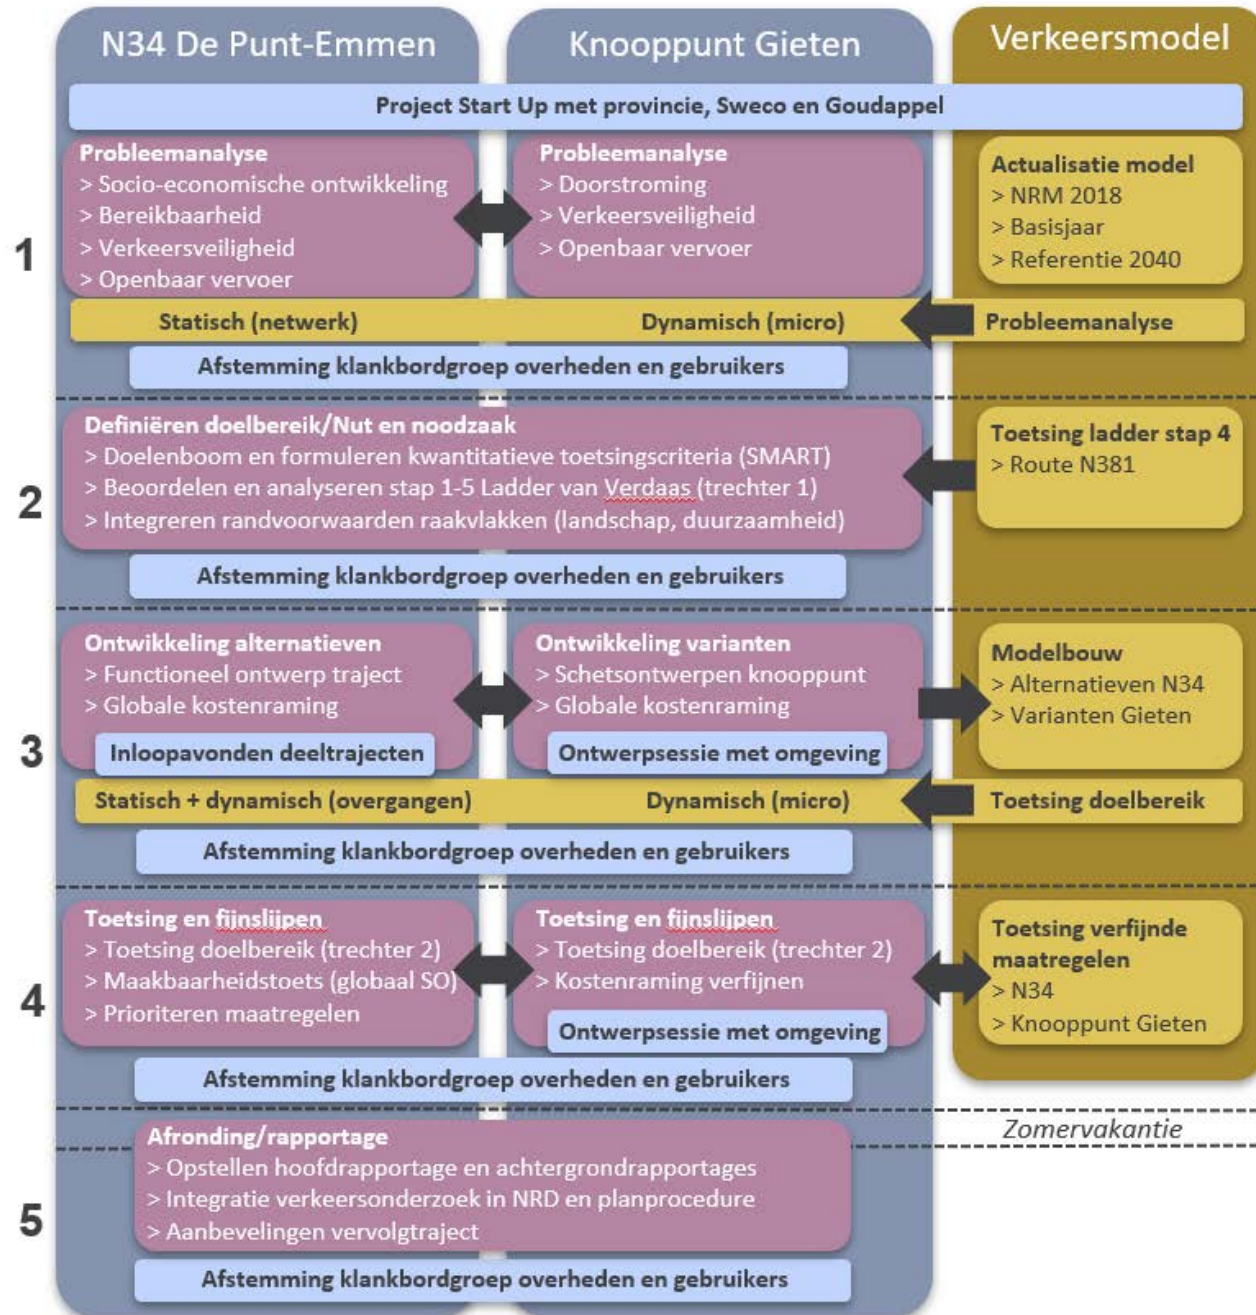 N34 De Punt-Emmen
Knooppunt Gieten
Verkeersmodel
Project Start Up met provincie, Sweco en Goudappel
1
Probleemanalyse
> Socio-economische ontwikkeling
> Bereikbaarheid
> Verkeersveiligheid
> Openbaar vervoer
Probleemanalyse
> Doorstroming
> Verkeersveiligheid
> Openbaar vervoer
Actualisatie model
> NRM 2018
> Basisjaar
> Referentie 2040
Statisch (netwerk)
Dynamisch (micro)
Probleemanalyse
Afstemming klankbordgroep overheden en gebruikers
2
Definiëren doelbereik/Nut en noodzaak
> Doelenboom en formuleren kwantitatieve toetsingscriteria (SMART)
> Beoordelen en analyseren stap 1-5 Ladder van Verdaas (trechter 1)
> Integreren randvoorwaarden raakvlakken (landschap, duurzaamheid)
Toetsing ladder stap 4
> Route N381
Afstemming klankbordgroep overheden en gebruikers
3
Ontwikkeling alternatieven
> Functioneel ontwerp traject
> Globale kostenraming
Inloopavonden deeltrajecten
Ontwikkeling varianten
> Schetsontwerpen knooppunt
> Globale kostenraming
Ontwerpsessie met omgeving
Modelbouw
> Alternatieven N34
> Varianten Gieten
Statisch + dynamisch (overgangen)
Dynamisch (micro)
Toetsing doelbereik
Afstemming klankbordgroep overheden en gebruikers
4
Toetsing en fijnslijpen
> Toetsing doelbereik (trechter 2)
> Maakbaarheidstoets (globaal SO)
> Prioriteren maatregelen
Toetsing en fijnslijpen
> Toetsing doelbereik (trechter 2)
> Kostenraming verfijnen
Ontwerpsessie met omgeving
Toetsing verfijnde
maatregelen
> N34
> Knooppunt Gieten
Afstemming klankbordgroep overheden en gebruikers
Zomervakantie
5
Afronding/rapportage
> Opstellen hoofdrapportage en achtergrondrapportages
> Integratie verkeersonderzoek in NRD en planprocedure
> Aanbevelingen vervolgtraject
Afstemming klankbordgroep overheden en gebruikers